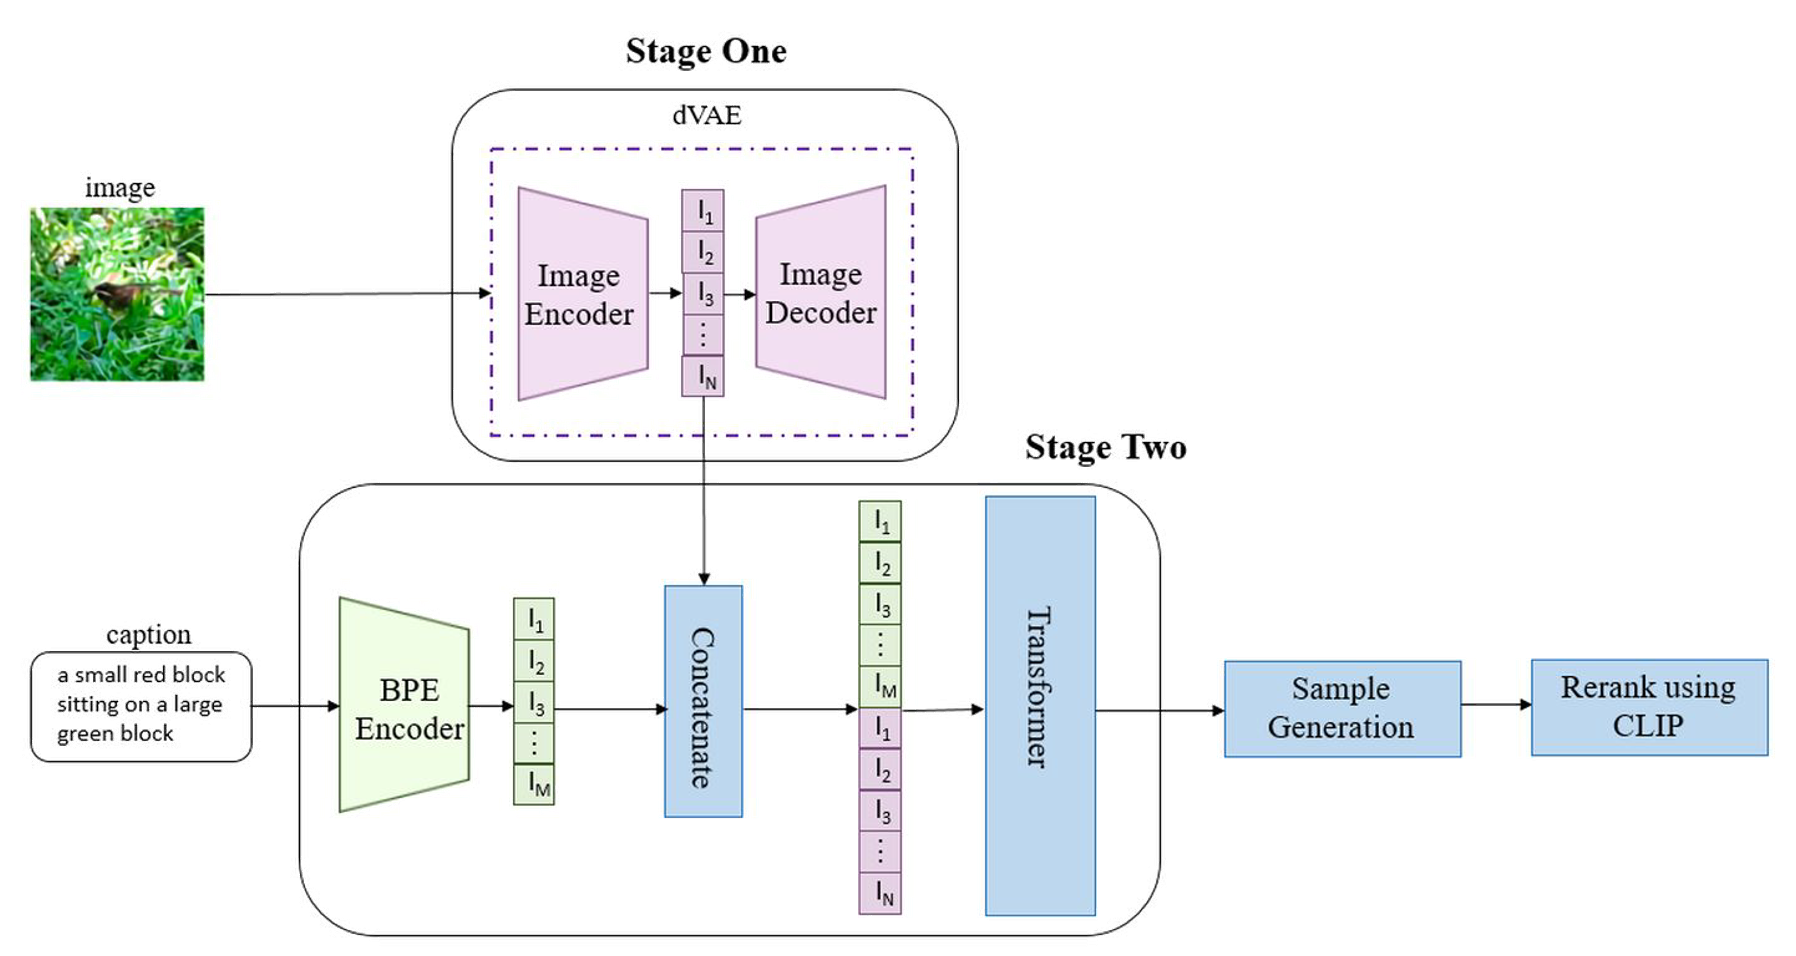 Stage One
dVAE
image
Image
Encoder
I1
I2
I3
⋮
IN
Image
Decoder
Stage Two
caption
a small red block
sitting on a large
green block
BPE
Encoder
I1
I2
I3
⋮
IM
Concatenate
I1
I2
I3
⋮
IM
I1
I2
I3
⋮
IN
Transformer
Sample
Generation
Rerank using
CLIP